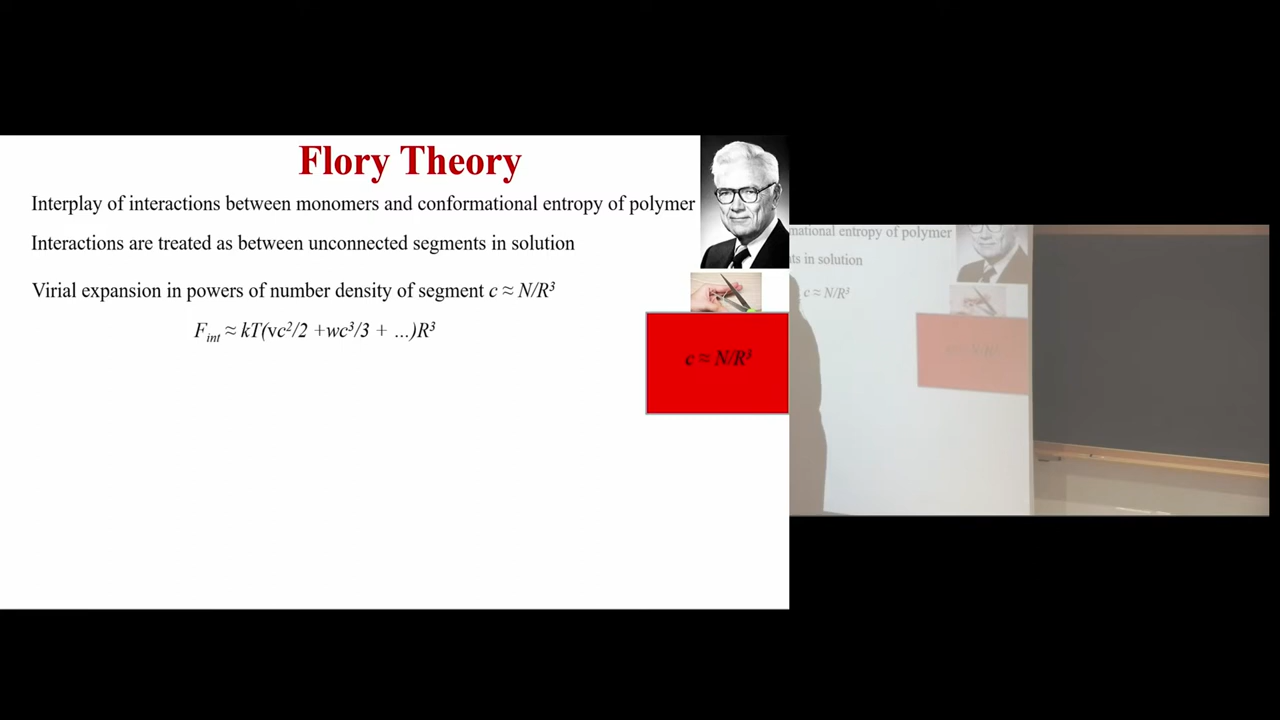 Flory Theory
Interplay of interactions between monomers and conformational entropy of polymer
Interactions are treated as between unconnected segments in solution
Virial expansion in powers of number density of segment c ≈ N/R³
F_int ≈ kT(vc²/2 +wc³/3 + ...)R³
c ≈ N/R³
mational entropy of polymer
ts in solution
c ≈ N/R³